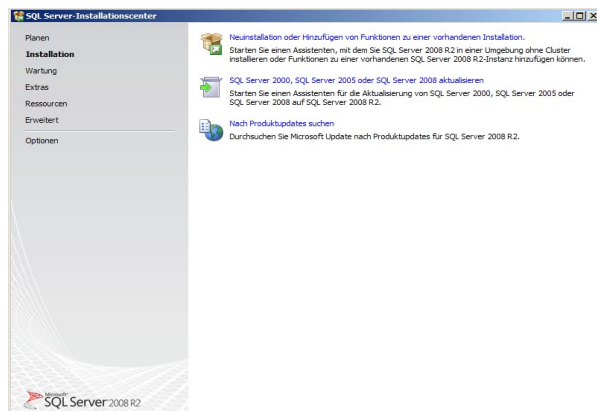 SQL Server-Installationscenter
Planen
Installation
Wartung
Extras
Ressourcen
Erweitert
Optionen
Neuinstallation oder Hinzufügen von Funktionen zu einer vorhandenen Installation.
Starten Sie einen Assistenten, mit dem Sie SQL Server 2008 R2 in einer Umgebung ohne Cluster
installieren oder Funktionen zu einer vorhandenen SQL Server 2008 R2-Instanz hinzufügen können.
SQL Server 2000, SQL Server 2005 oder SQL Server 2008 aktualisieren
Starten Sie einen Assistenten für die Aktualisierung von SQL Server 2000, SQL Server 2005 oder
SQL Server 2008 auf SQL Server 2008 R2.
Nach Produktupdates suchen
Durchsuchen Sie Microsoft Update nach Produktupdates für SQL Server 2008 R2.
Microsoft
SQL Server 2008 R2